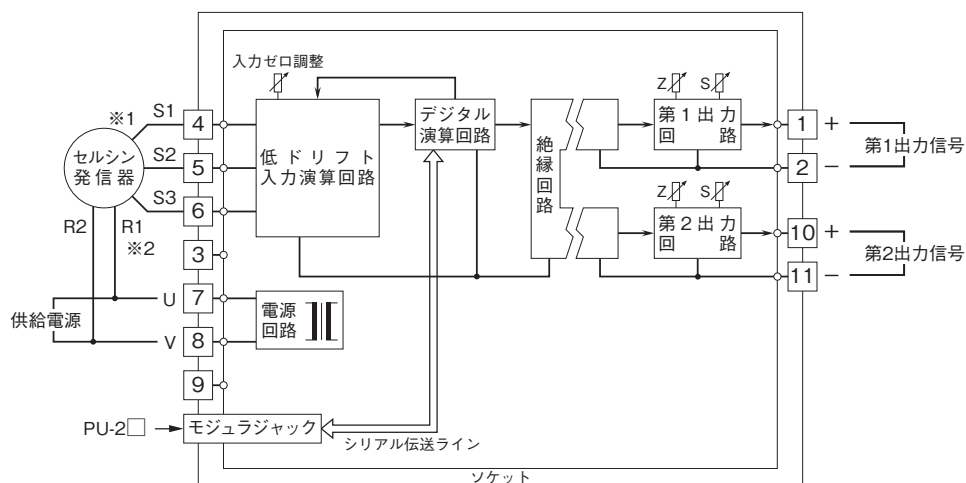 入力ゼロ調整
Z S
※1 S1 4
デジタル
演算回路
第1出力
回路
1 +
セルシン
発信器
S2 5
低ドリフト
入力演算回路
絶縁回路
2 −
第1出力信号
S3 6
Z S
R2 R1
※2
第2出力
回路
10 +
3
第2出力信号
11 −
U 7
電源
回路
供給電源
V 8
9
PU-2□ モジュラジャック
シリアル伝送ライン
ソケット